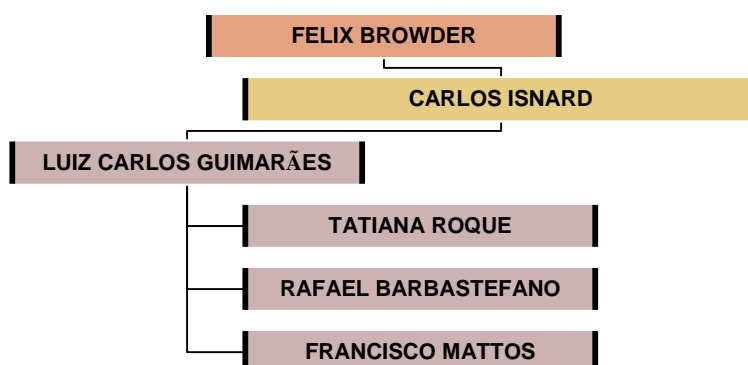 FELIX BROWDER
CARLOS ISNARD
LUIZ CARLOS GUIMARÃES
TATIANA ROQUE
RAFAEL BARBASTEFANO
FRANCISCO MATTOS